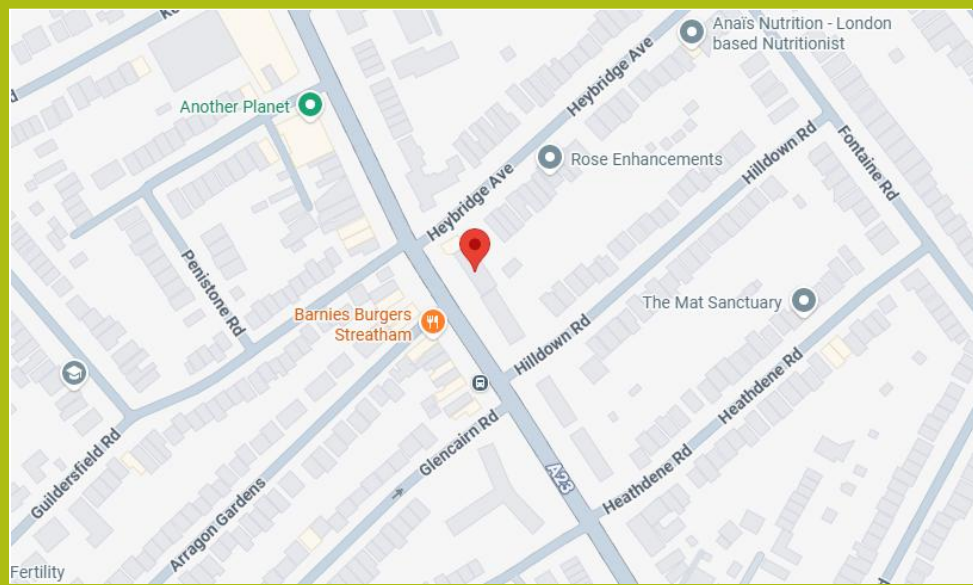 Anaïs Nutrition - London
based Nutritionist
Another Planet
Heybridge Ave
Rose Enhancements
Hilldown Rd
Fontaine Rd
Heybridge Ave
Penistone Rd
Barnies Burgers
Streatham
The Mat Sanctuary
Hilldown Rd
Heathdene Rd
Glencairn Rd
Guildersfield Rd
A23
Heathdene Rd
Arragon Gardens
Fertility